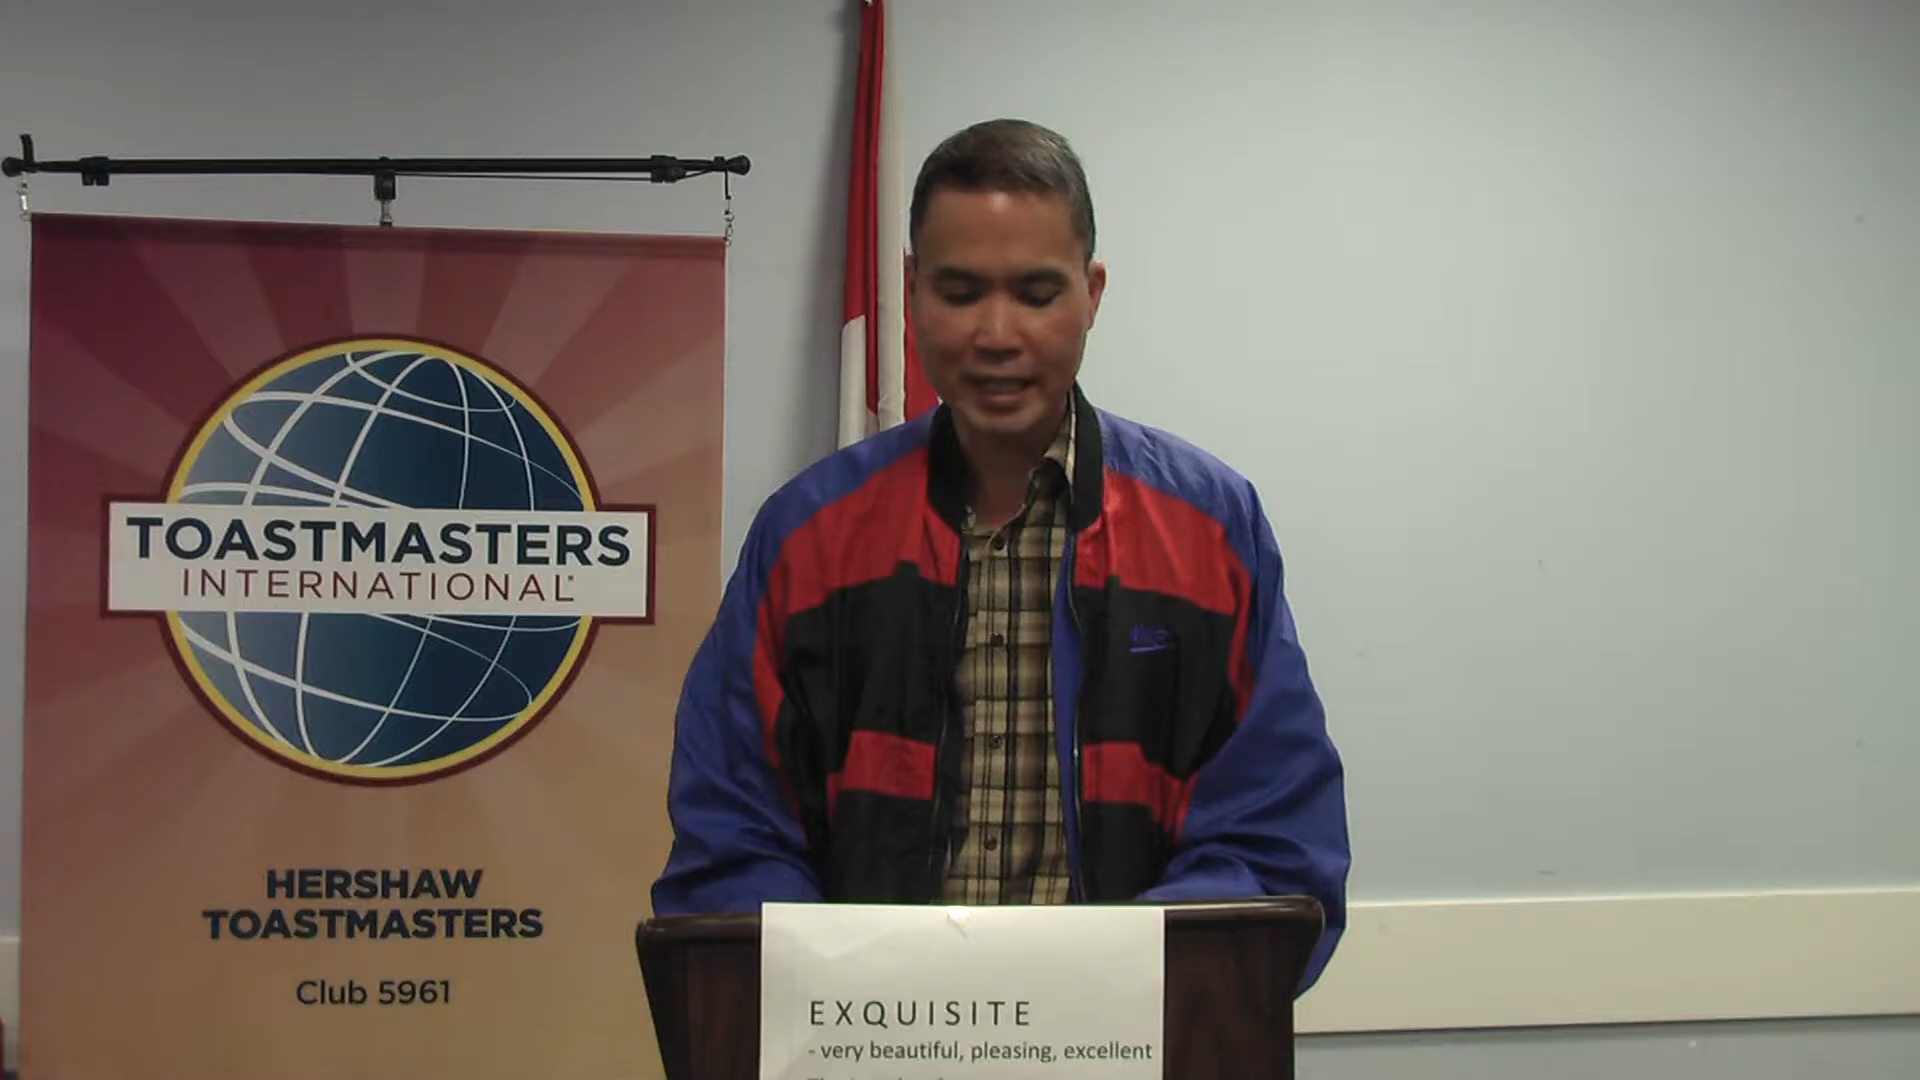 TOASTMASTERS
INTERNATIONAL
HERSHAW
TOASTMASTERS
Club 5961
EXQUISITE
- very beautiful, pleasing, excellent